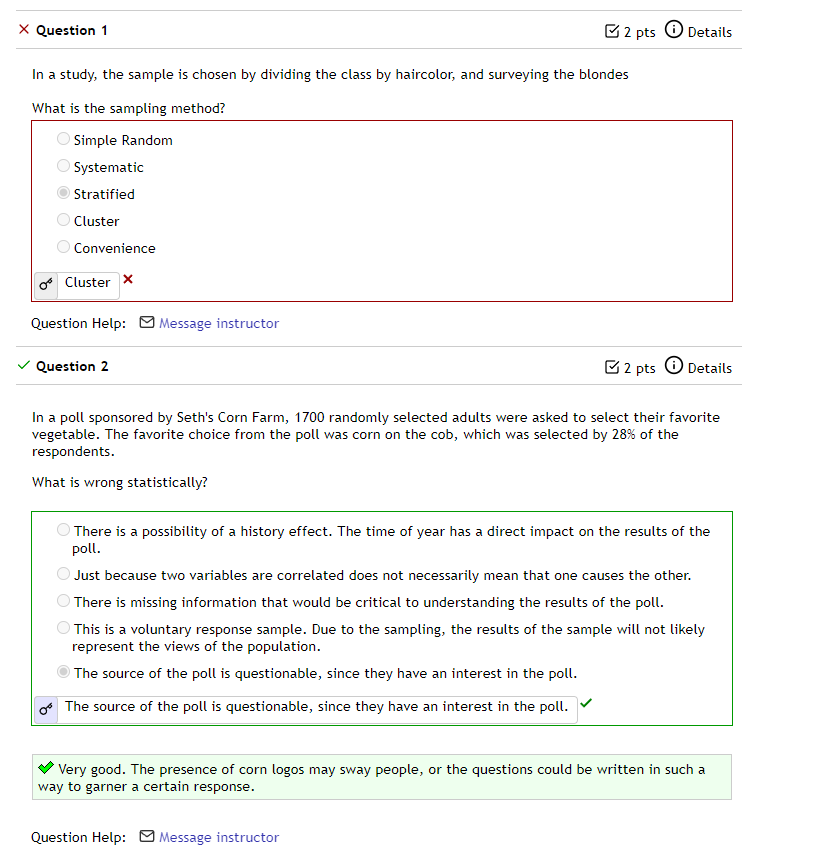 Question 1
2 pts Details
In a study, the sample is chosen by dividing the class by haircolor, and surveying the blondes
What is the sampling method?
Simple Random
Systematic
Stratified
Cluster
Convenience
Cluster
Question Help: Message instructor
Question 2
2 pts Details
In a poll sponsored by Seth's Corn Farm, 1700 randomly selected adults were asked to select their favorite
vegetable. The favorite choice from the poll was corn on the cob, which was selected by 28% of the
respondents.
What is wrong statistically?
There is a possibility of a history effect. The time of year has a direct impact on the results of the
poll.
Just because two variables are correlated does not necessarily mean that one causes the other.
There is missing information that would be critical to understanding the results of the poll.
This is a voluntary response sample. Due to the sampling, the results of the sample will not likely
represent the views of the population.
The source of the poll is questionable, since they have an interest in the poll.
The source of the poll is questionable, since they have an interest in the poll.
Very good. The presence of corn logos may sway people, or the questions could be written in such a
way to garner a certain response.
Question Help: Message instructor